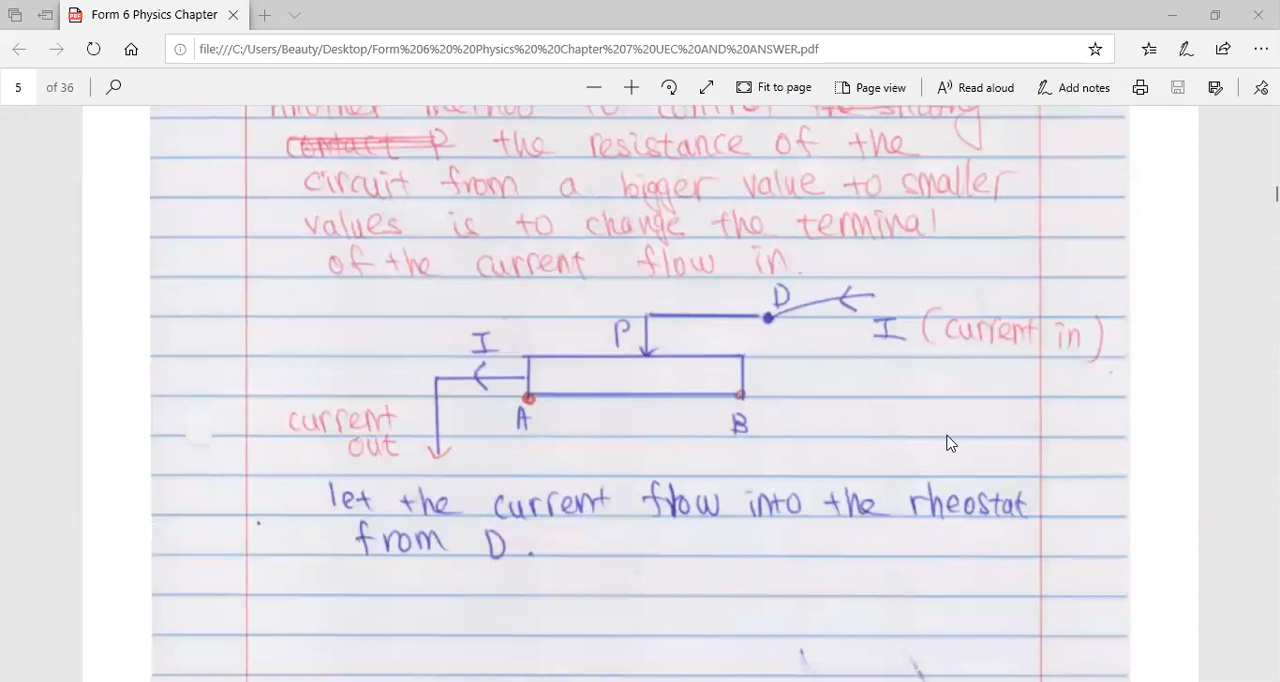 Form 6 Physics Chapter
file:///C:/Users/Beauty/Desktop/Form%206%20%20Physics%20%20Chapter%207%20UEC%20AND%20ANSWER.pdf
5 of 36
Fit to page
Page view
Read aloud
Add notes
method to control
the resistance of the
circuit from a bigger value to smaller
values is to change the terminal
of the current flow in.
D
I (current in)
P
I
current
out
A
B
let the current flow into the rheostat
from D.